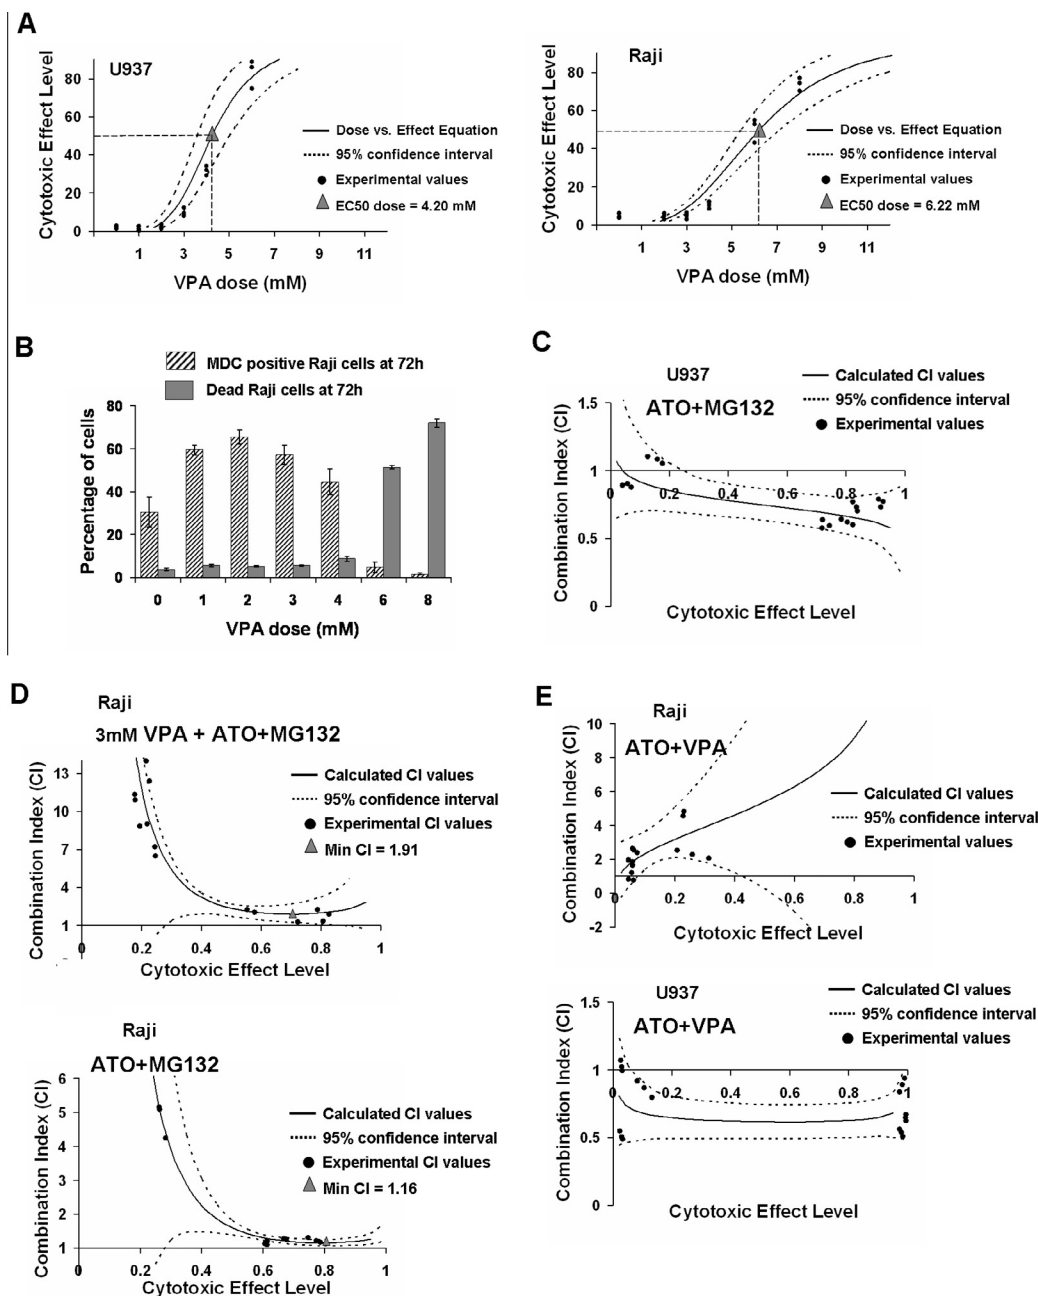 A
U937
Cytotoxic Effect Level
80
60
40
20
0
1 3 5 7 9 11
VPA dose (mM)
Dose vs. Effect Equation
95% confidence interval
Experimental values
EC50 dose = 4.20 mM
Raji
Cytotoxic Effect Level
80
60
40
20
0
1 3 5 7 9 11
VPA dose (mM)
Dose vs. Effect Equation
95% confidence interval
Experimental values
EC50 dose = 6.22 mM
B
MDC positive Raji cells at 72h
Dead Raji cells at 72h
Percentage of cells
80
60
40
20
0
0 1 2 3 4 6 8
VPA dose (mM)
C
U937
ATO+MG132
Calculated CI values
95% confidence interval
Experimental values
Combination Index (CI)
1.5
1
0.5
0
0 0.2 0.4 0.6 0.8 1
Cytotoxic Effect Level
D
Raji
3mM VPA + ATO+MG132
Calculated CI values
95% confidence interval
Experimental CI values
Min CI = 1.91
Combination Index (CI)
13
10
7
4
1
0 0.2 0.4 0.6 0.8 1
Cytotoxic Effect Level
Raji
ATO+MG132
Calculated CI values
95% confidence interval
Experimental CI values
Min CI = 1.16
Combination Index (CI)
6
5
4
3
2
1
0 0.2 0.4 0.6 0.8 1
Cytotoxic Effect Level
E
Raji
ATO+VPA
Calculated CI values
95% confidence interval
Experimental values
Combination Index (CI)
10
8
6
4
2
0
-2
0 0.2 0.4 0.6 0.8 1
Cytotoxic Effect Level
U937
ATO+VPA
Calculated CI values
95% confidence interval
Experimental values
Combination Index (CI)
1.5
1
0.5
0
0 0.2 0.4 0.6 0.8 1
Cytotoxic Effect Level